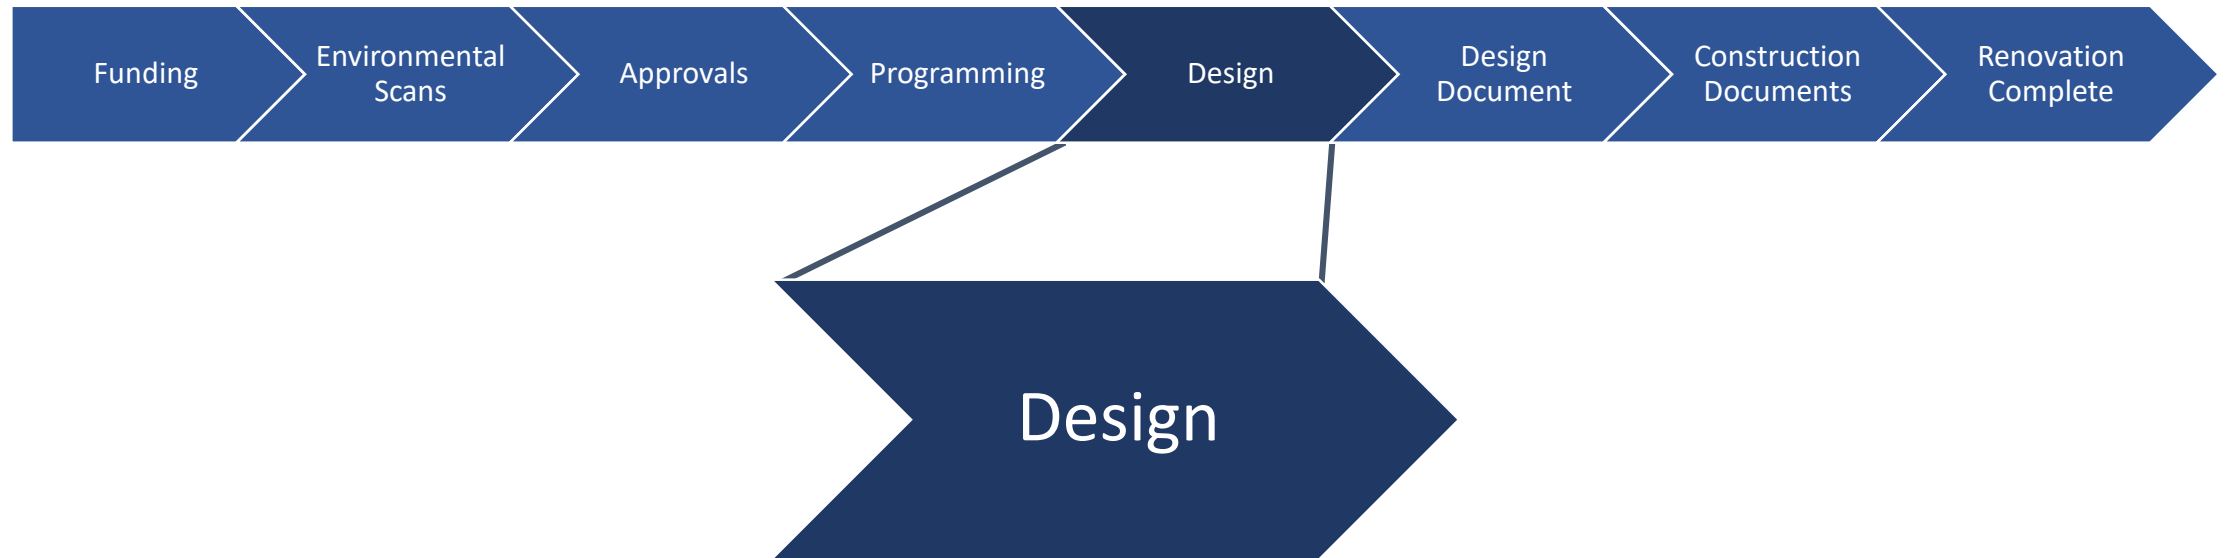 Funding
Environmental
Scans
Approvals
Programming
Design
Design
Document
Construction
Documents
Renovation
Complete
Design